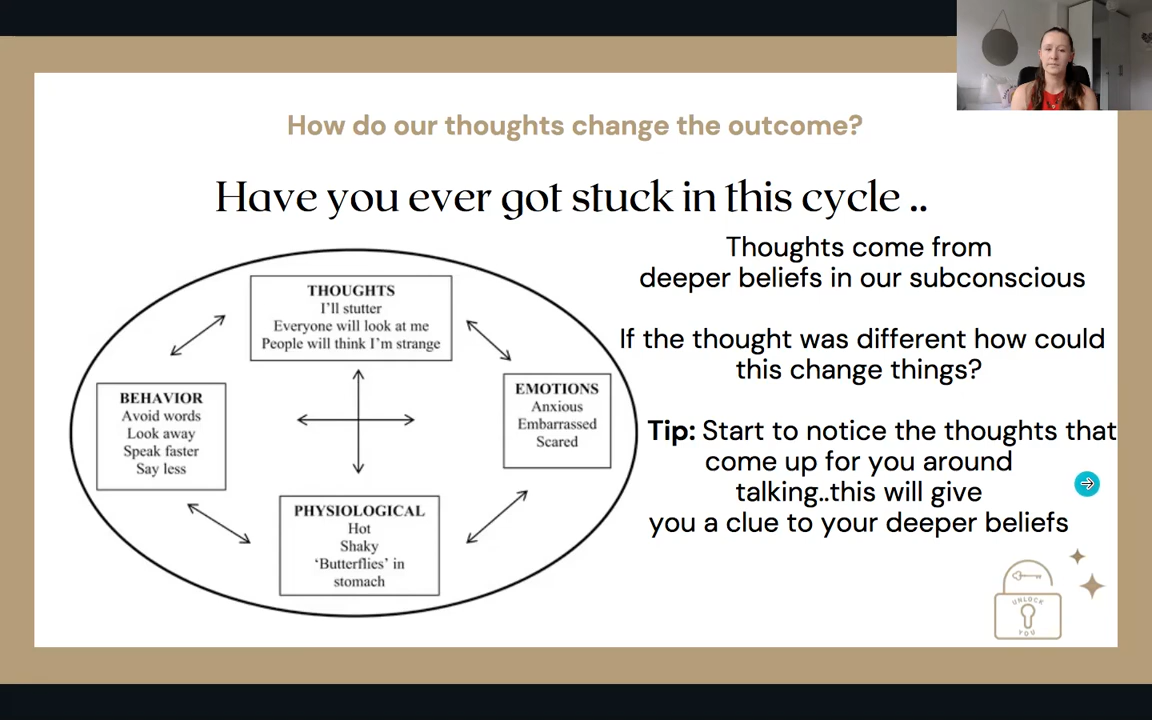 How do our thoughts change the outcome?
Have you ever got stuck in this cycle ..
THOUGHTS
I'll stutter
Everyone will look at me
People will think I'm strange
BEHAVIOR
Avoid words
Look away
Speak faster
Say less
EMOTIONS
Anxious
Embarrassed
Scared
PHYSIOLOGICAL
Hot
Shaky
'Butterflies' in
stomach
Thoughts come from
deeper beliefs in our subconscious
If the thought was different how could
this change things?
Tip: Start to notice the thoughts that
come up for you around
talking..this will give
you a clue to your deeper beliefs
UNLOCK
YOU